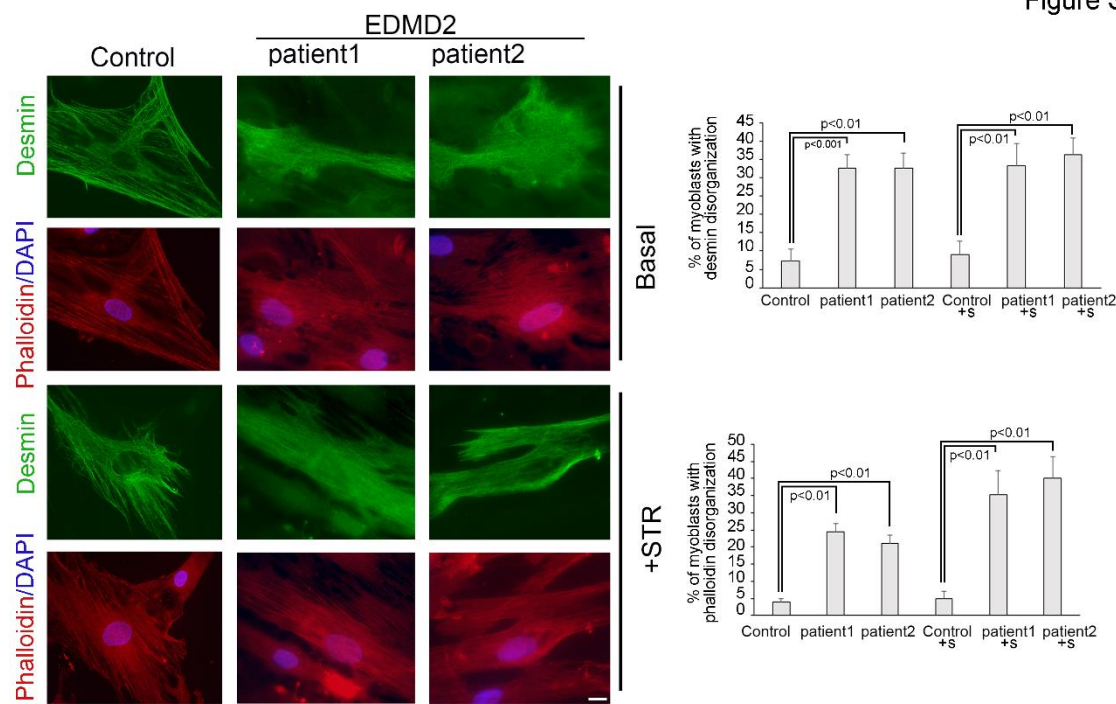 Figure S
EDMD2
Control
patient1
patient2
Desmin
Phalloidin/DAPI
Basal
Desmin
Phalloidin/DAPI
+STR
% of myoblasts with
desmin disorganization
45
40
35
30
25
20
15
10
5
0
p<0.01
p<0.001
p<0.01
p<0.01
Control
patient1
patient2
Control
+s
patient1
+s
patient2
+s
% of myoblasts with
phalloidin disorganization
50
45
40
35
30
25
20
15
10
5
0
p<0.01
p<0.01
p<0.01
p<0.01
Control
patient1
patient2
Control
+s
patient1
+s
patient2
+s